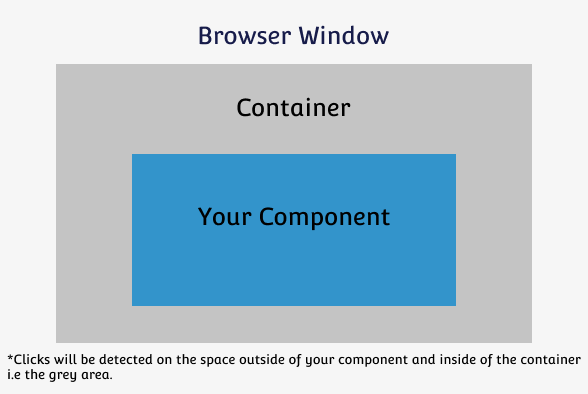 Browser Window
Container
Your Component
*Clicks will be detected on the space outside of your component and inside of the container
i.e the grey area.